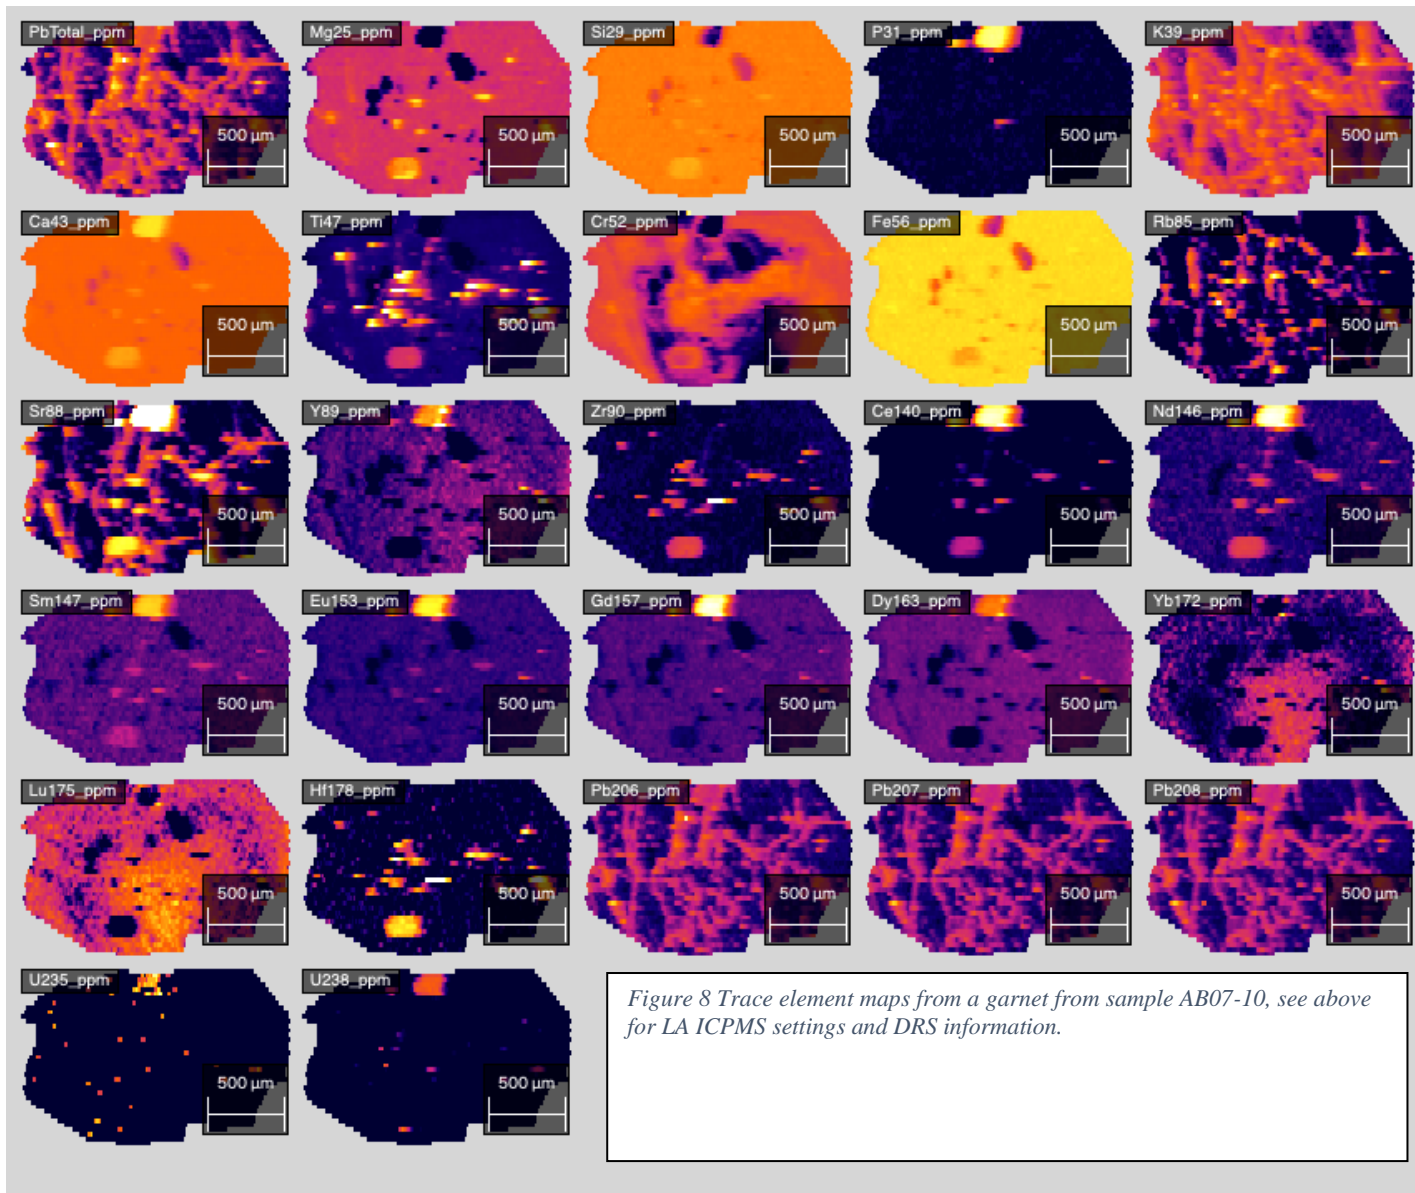 PbTotal_ppm
500 µm
Mg25_ppm
500 µm
Si29_ppm
500 µm
P31_ppm
500 µm
K39_ppm
500 µm
Ca43_ppm
500 µm
Ti47_ppm
500 µm
Cr52_ppm
500 µm
Fe56_ppm
500 µm
Rb85_ppm
500 µm
Sr88_ppm
500 µm
Y89_ppm
500 µm
Zr90_ppm
500 µm
Ce140_ppm
500 µm
Nd146_ppm
500 µm
Sm147_ppm
500 µm
Eu153_ppm
500 µm
Gd157_ppm
500 µm
Dy163_ppm
500 µm
Yb172_ppm
500 µm
Lu175_ppm
500 µm
Hf178_ppm
500 µm
Pb206_ppm
500 µm
Pb207_ppm
500 µm
Pb208_ppm
500 µm
U235_ppm
500 µm
U238_ppm
500 µm
Figure 8 Trace element maps from a garnet from sample AB07-10, see above
for LA ICPMS settings and DRS information.